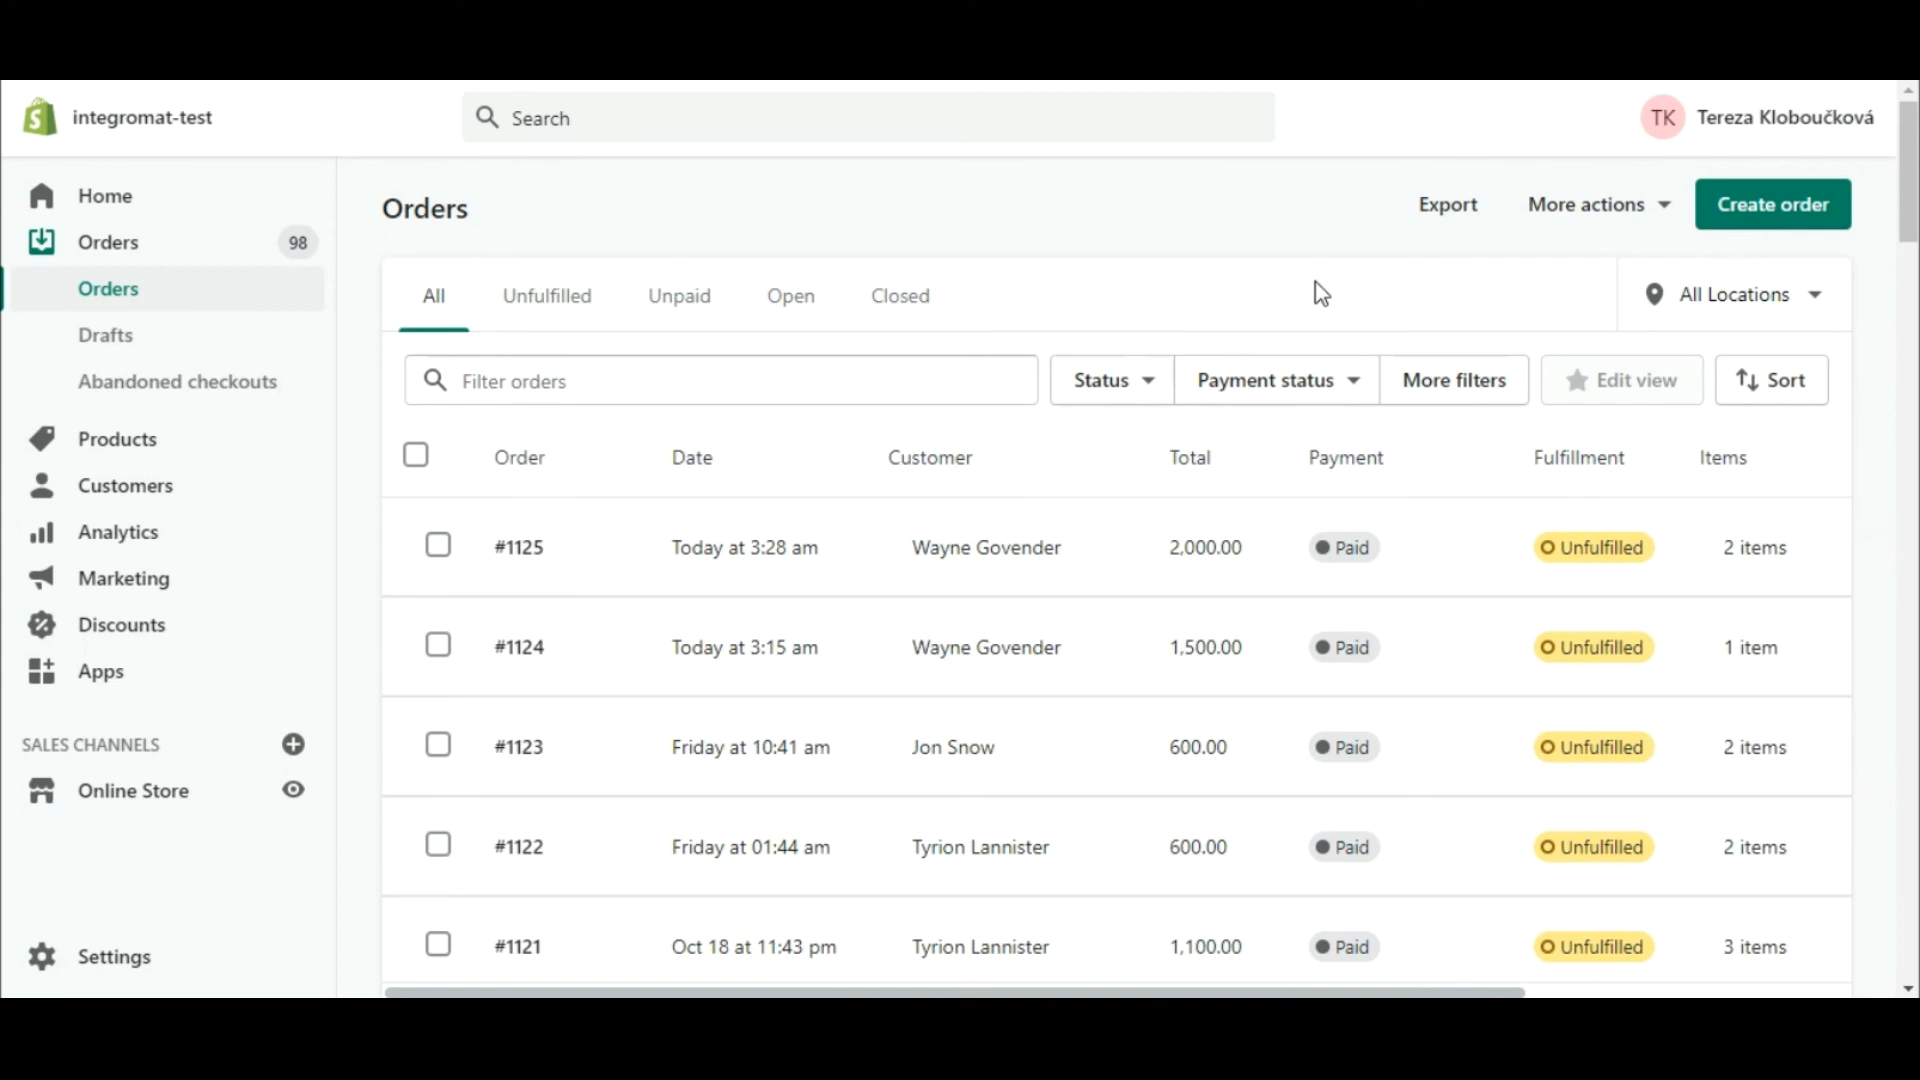 integromat-test
Search
TK Tereza Kloboučková
Home
Orders 98
Orders
Drafts
Abandoned checkouts
Products
Customers
Analytics
Marketing
Discounts
Apps
SALES CHANNELS
Online Store
Settings
Orders
Export More actions Create order
All Unfulfilled Unpaid Open Closed All Locations
Filter orders Status Payment status More filters Edit view Sort
Order Date Customer Total Payment Fulfillment Items
#1125 Today at 3:28 am Wayne Govender 2,000.00 Paid Unfulfilled 2 items
#1124 Today at 3:15 am Wayne Govender 1,500.00 Paid Unfulfilled 1 item
#1123 Friday at 10:41 am Jon Snow 600.00 Paid Unfulfilled 2 items
#1122 Friday at 01:44 am Tyrion Lannister 600.00 Paid Unfulfilled 2 items
#1121 Oct 18 at 11:43 pm Tyrion Lannister 1,100.00 Paid Unfulfilled 3 items